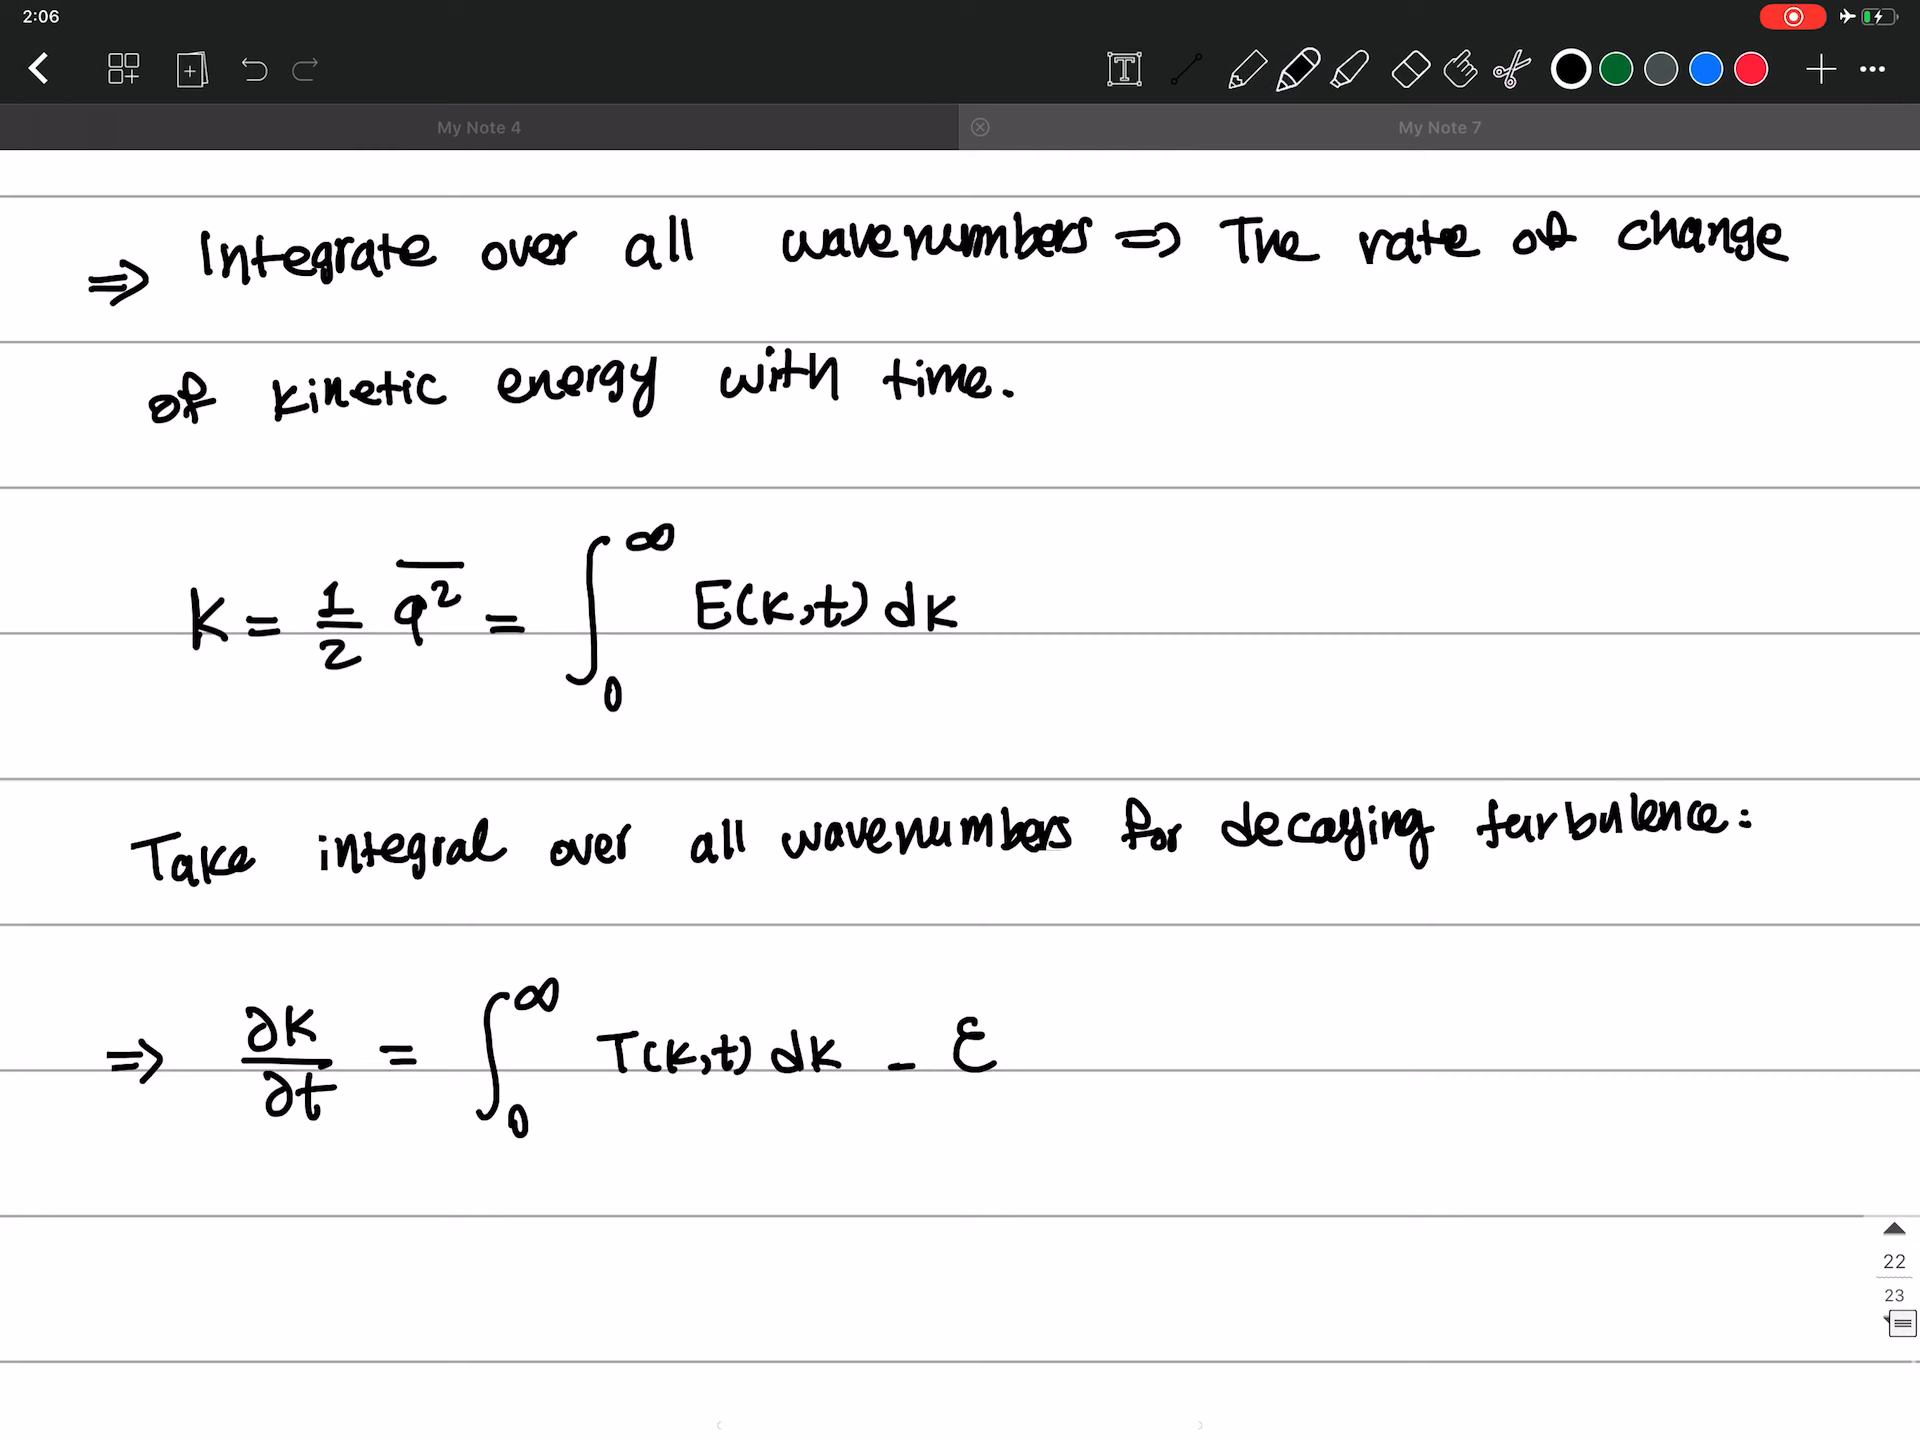 2:06
My Note 4
My Note 7
⇒ Integrate over all wavenumbers ⇒ The rate of change
of kinetic energy with time.
K = 1/2 \overline{q²} = ∫₀^∞ E(K,t) dK
Take integral over all wavenumbers for decaying turbulence:
⇒ ∂K/∂t = ∫₀^∞ T(K,t) dK - ε
22
23